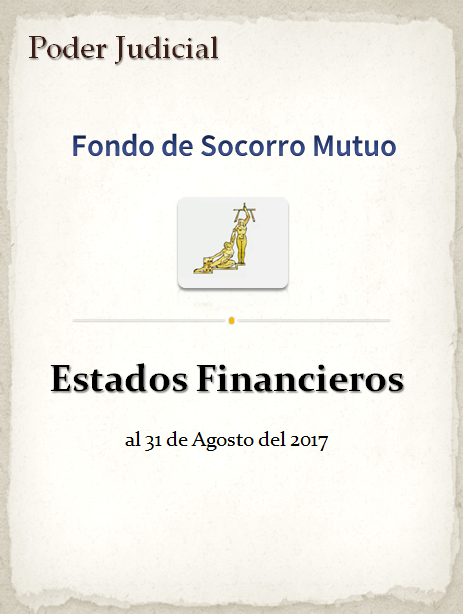 Poder Judicial
Fondo de Socorro Mutuo
Estados Financieros
al 31 de Agosto del 2017